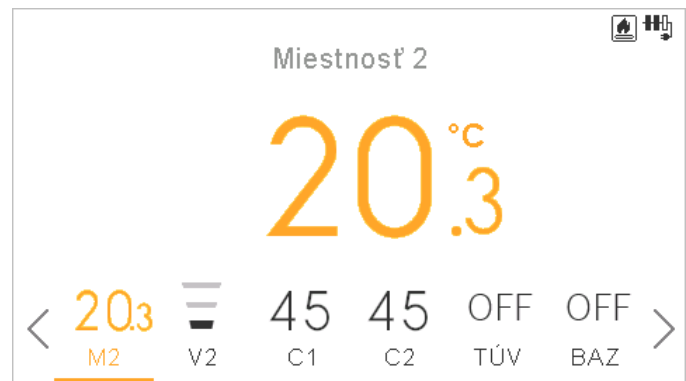 Miestnosť 2
20.3 °C
20.3 45 45 OFF OFF
M2 V2 C1 C2 TÚV BAZ